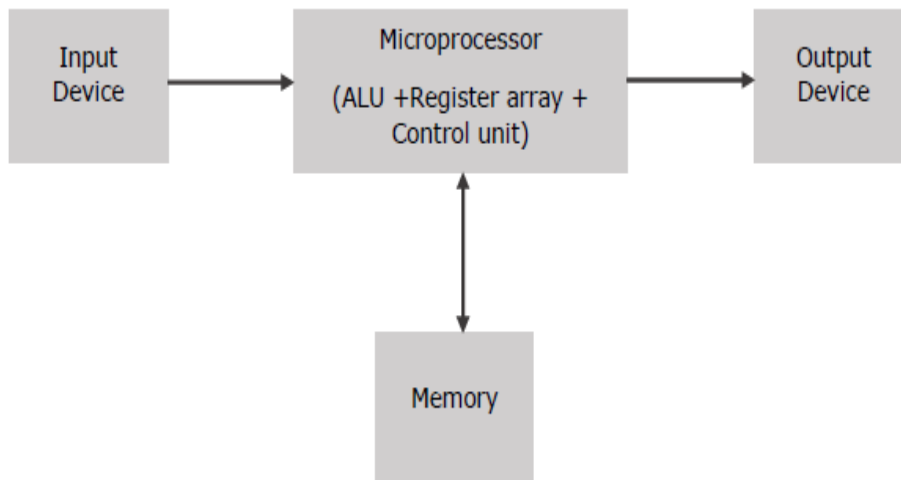 Input
Device
Microprocessor
(ALU +Register array +
Control unit)
Output
Device
Memory